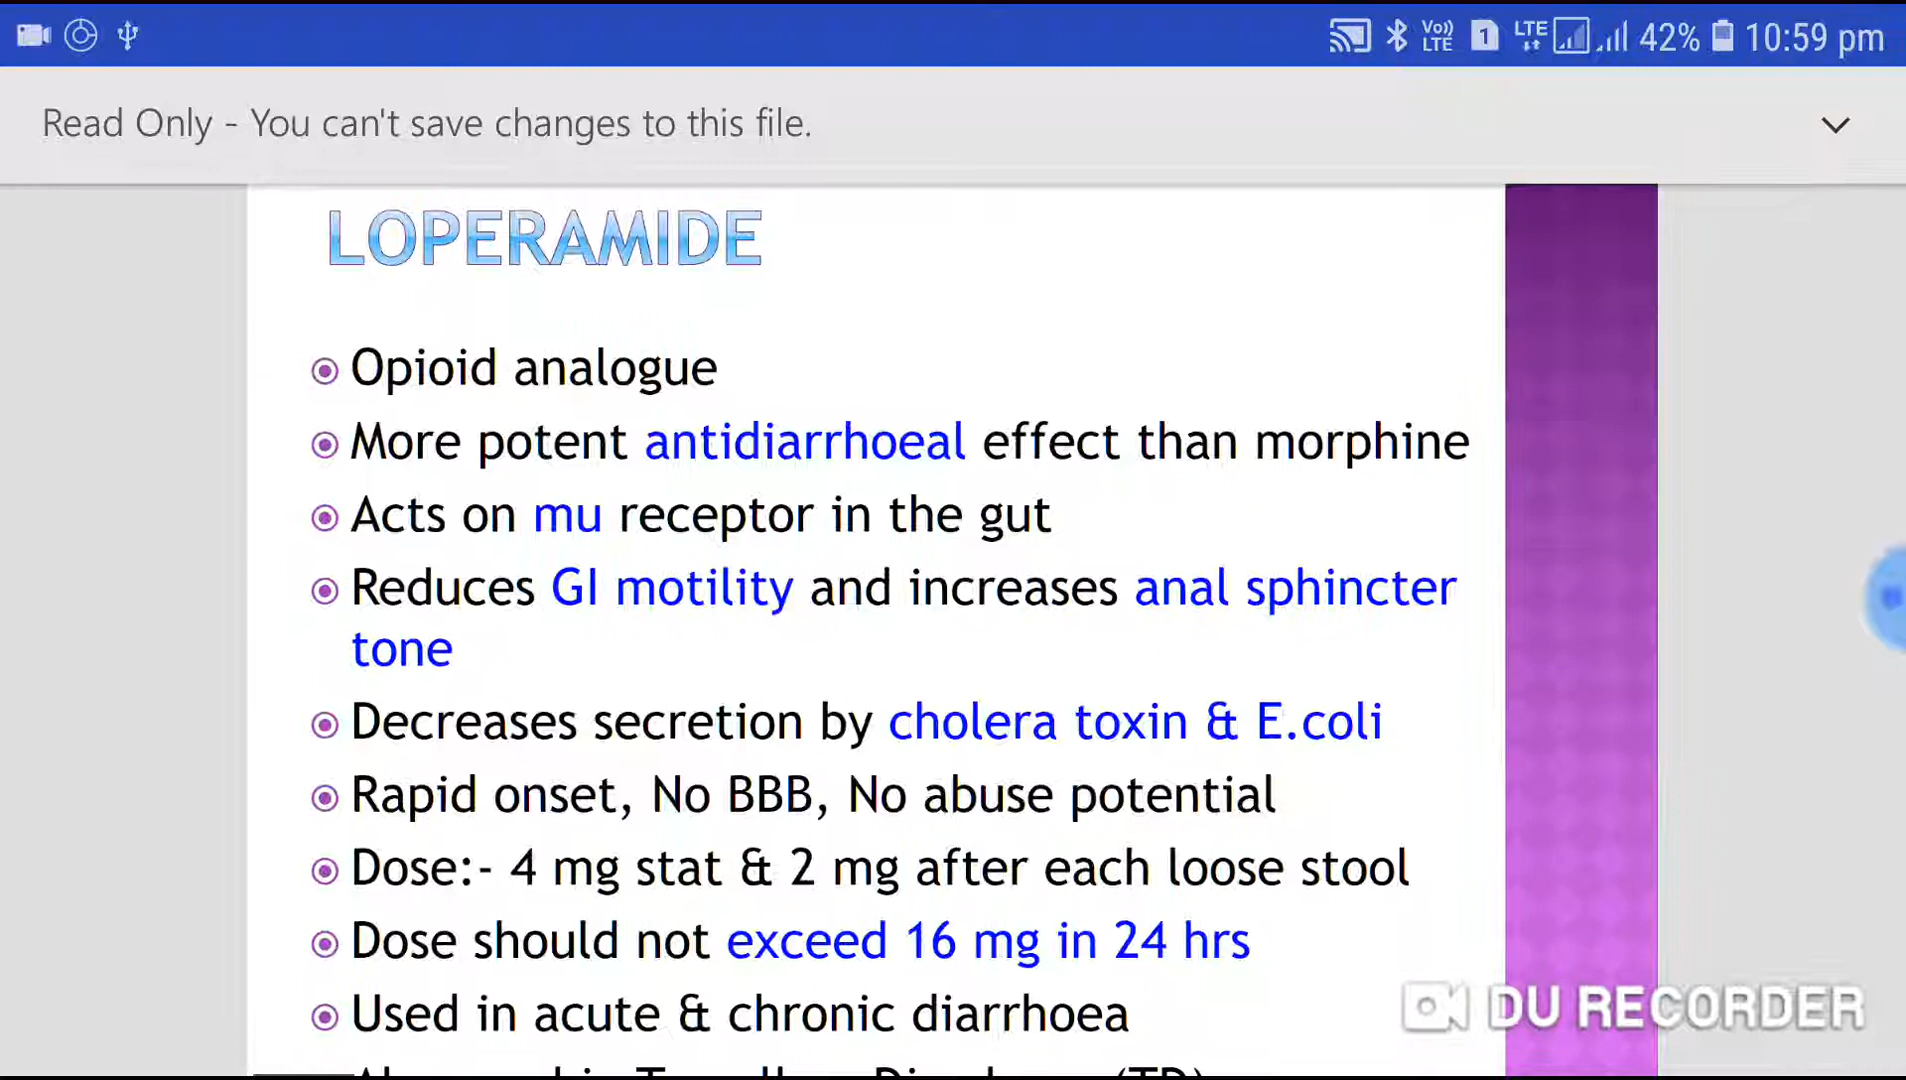 Vo)) LTE 1 LTE 42% 10:59 pm
Read Only - You can't save changes to this file.
LOPERAMIDE
Opioid analogue
More potent antidiarrhoeal effect than morphine
Acts on mu receptor in the gut
Reduces GI motility and increases anal sphincter
tone
Decreases secretion by cholera toxin & E.coli
Rapid onset, No BBB, No abuse potential
Dose:- 4 mg stat & 2 mg after each loose stool
Dose should not exceed 16 mg in 24 hrs
Used in acute & chronic diarrhoea
DU RECORDER